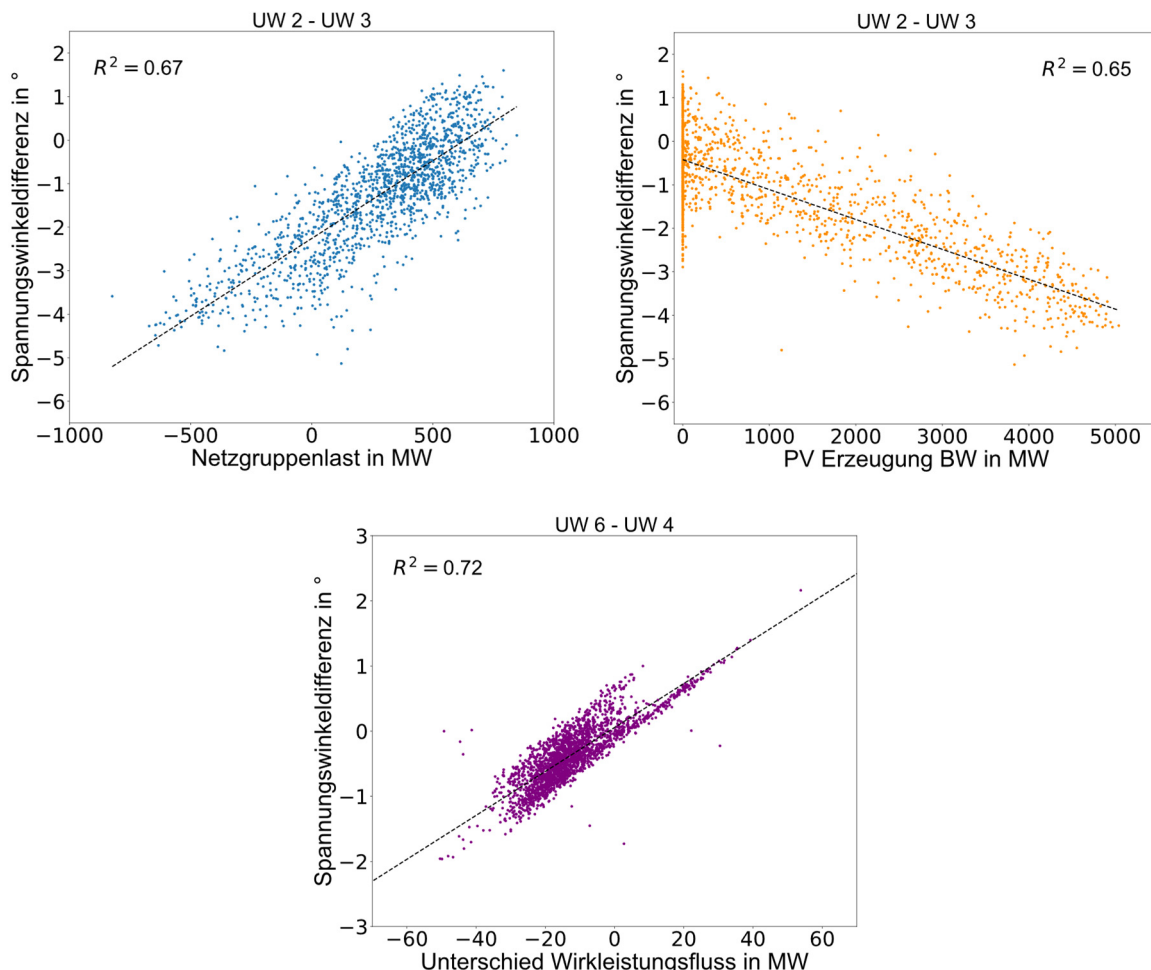 UW 2 - UW 3
R² = 0.67
Spannungswinkeldifferenz in °
2
1
0
−1
−2
−3
−4
−5
−6
−1000 −500 0 500 1000
Netzgruppenlast in MW
UW 2 - UW 3
R² = 0.65
Spannungswinkeldifferenz in °
2
1
0
−1
−2
−3
−4
−5
−6
0 1000 2000 3000 4000 5000
PV Erzeugung BW in MW
UW 6 - UW 4
R² = 0.72
Spannungswinkeldifferenz in °
3
2
1
0
−1
−2
−3
−60 −40 −20 0 20 40 60
Unterschied Wirkleistungsfluss in MW